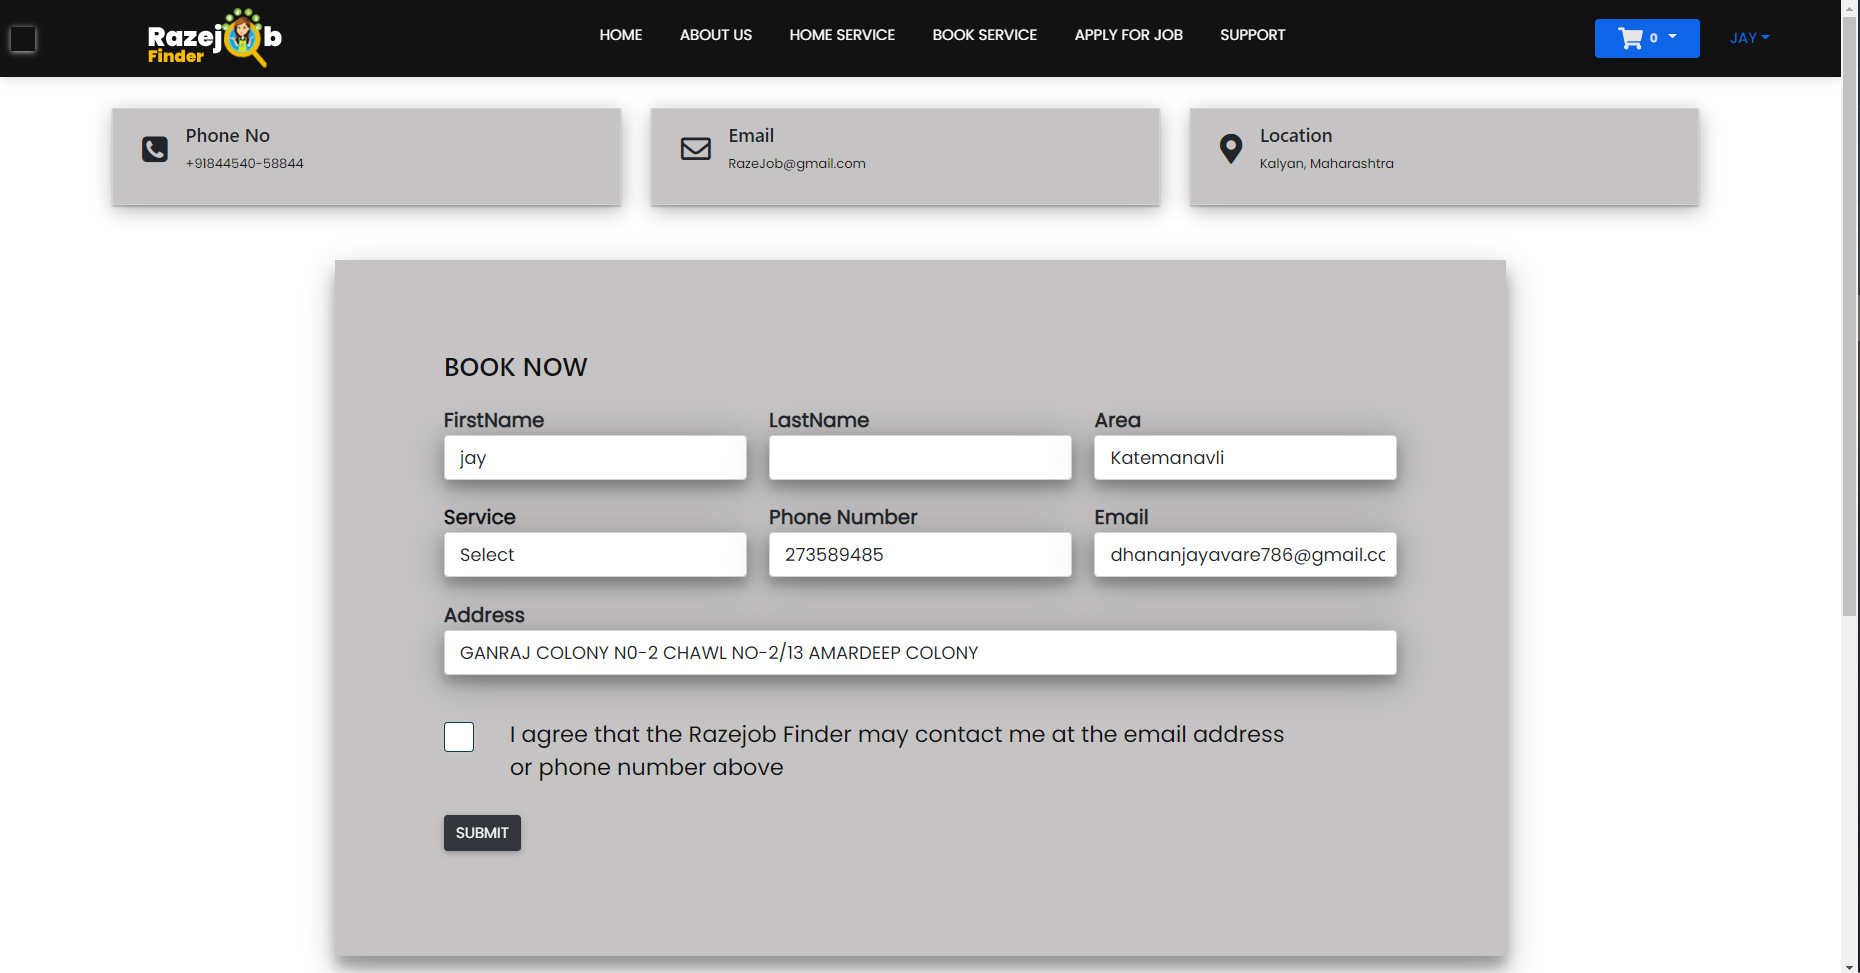 Razejob
Finder
HOME ABOUT US HOME SERVICE BOOK SERVICE APPLY FOR JOB SUPPORT
0
JAY
Phone No
+91844540-58844
Email
RazeJob@gmail.com
Location
Kalyan, Maharashtra
BOOK NOW
FirstName LastName Area
jay Katemanavli
Service Phone Number Email
Select 273589485 dhananjayavare786@gmail.cc
Address
GANRAJ COLONY N0-2 CHAWL NO-2/13 AMARDEEP COLONY
I agree that the Razejob Finder may contact me at the email address
or phone number above
SUBMIT